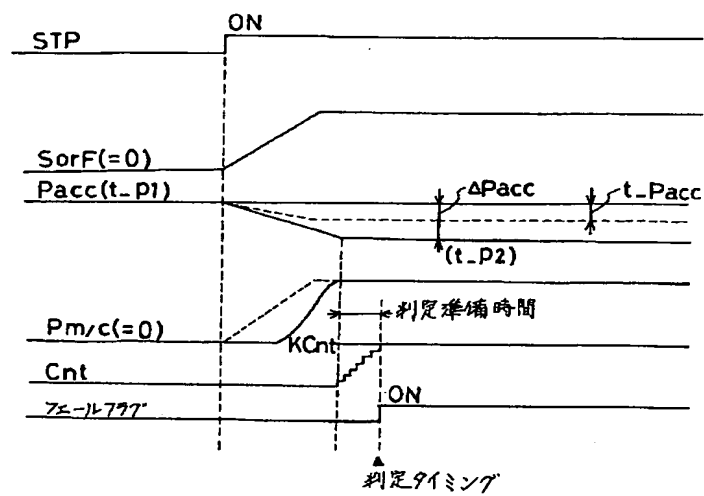 ON
STP
SorF(=0)
Pacc(t_p1)
ΔPacc
t_Pacc
(t_p2)
判定準備時間
Pm/c(=0)
KCnt
Cnt
フェールフラグ
ON
判定タイミング